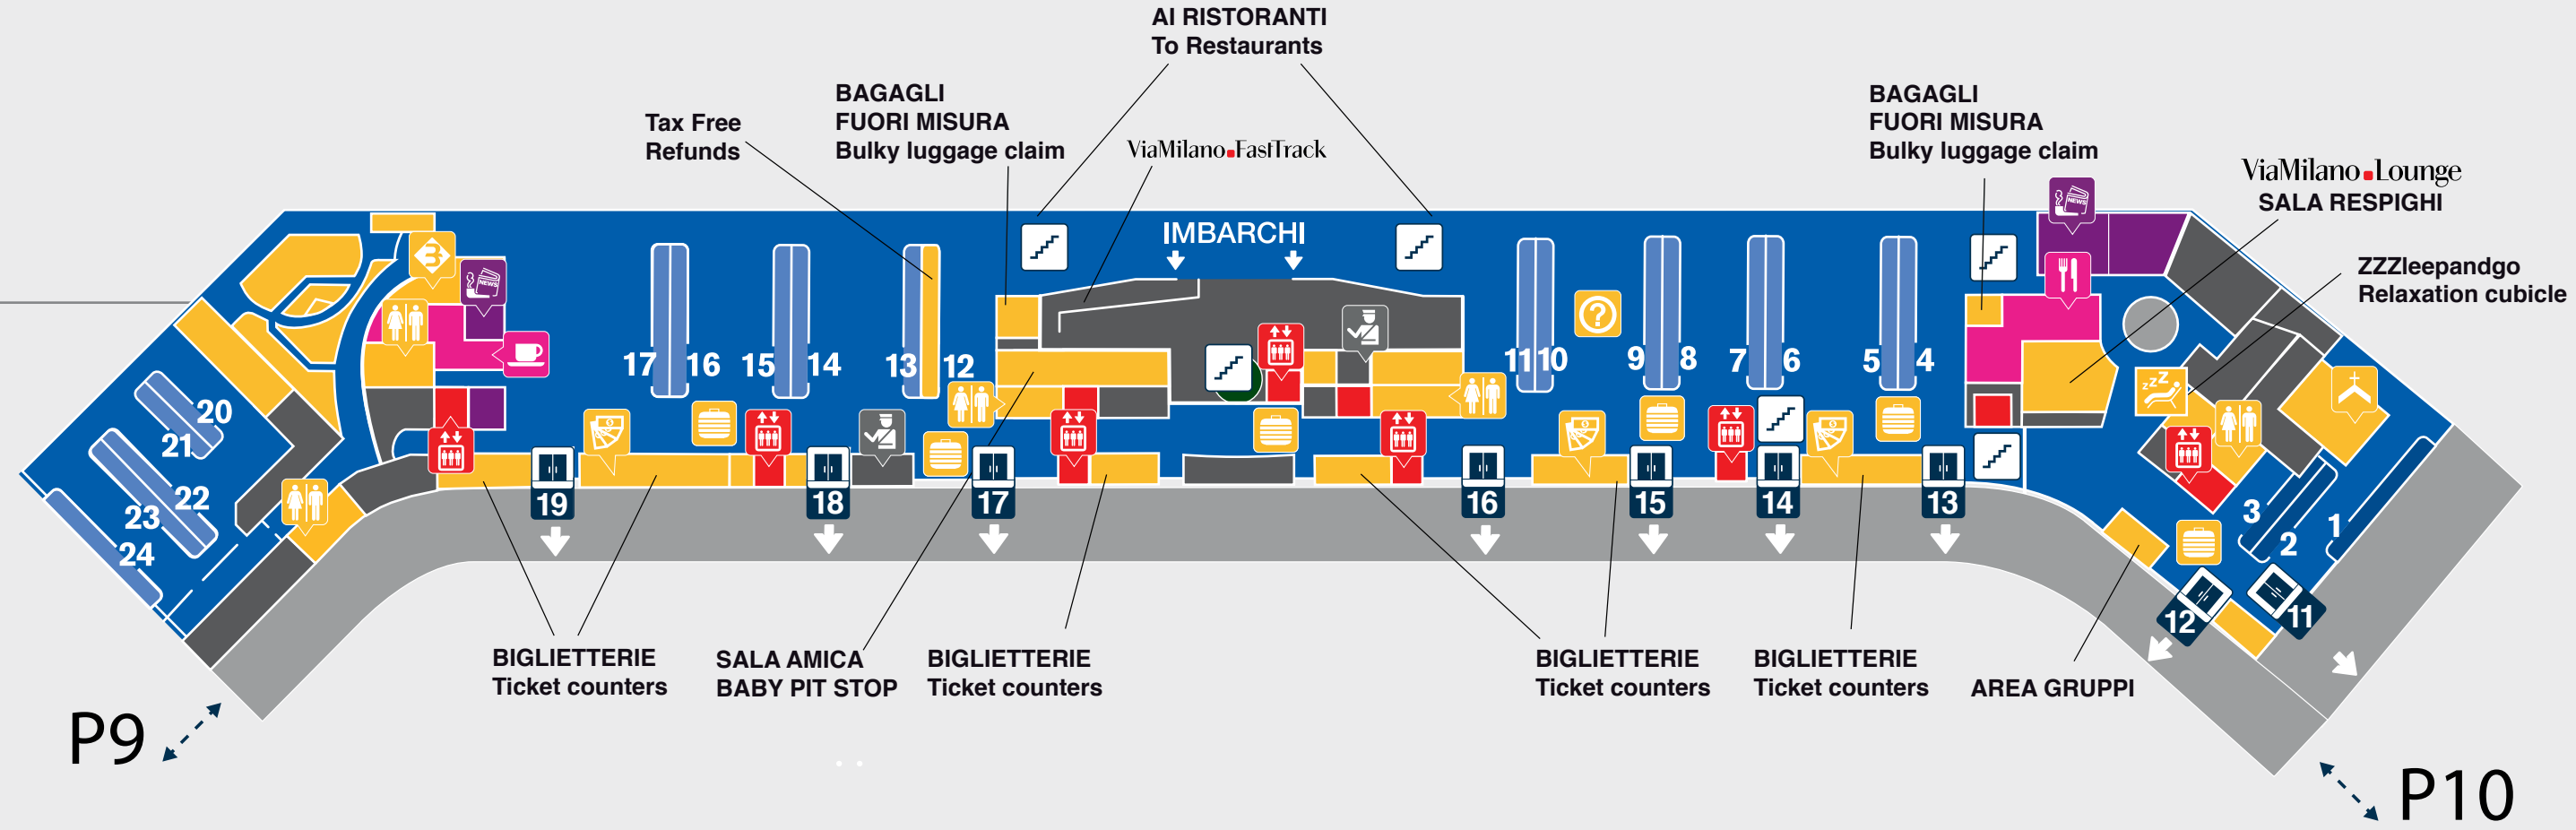 AI RISTORANTI
To Restaurants
BAGAGLI
FUORI MISURA
Bulky luggage claim
Tax Free
Refunds
ViaMilano FastTrack
BAGAGLI
FUORI MISURA
Bulky luggage claim
ViaMilano Lounge
SALA RESPIGHI
ZZZleepandgo
Relaxation cubicle
IMBARCHI
NEWS
NEWS
3
?
zzZ
17 16 15 14 13 12 11 10 9 8 7 6 5 4
20
21
22
23
24
3
2
1
19 18 17 16 15 14 13
12
11
BIGLIETTERIE
Ticket counters
SALA AMICA
BABY PIT STOP
BIGLIETTERIE
Ticket counters
BIGLIETTERIE
Ticket counters
BIGLIETTERIE
Ticket counters
AREA GRUPPI
P9
P10